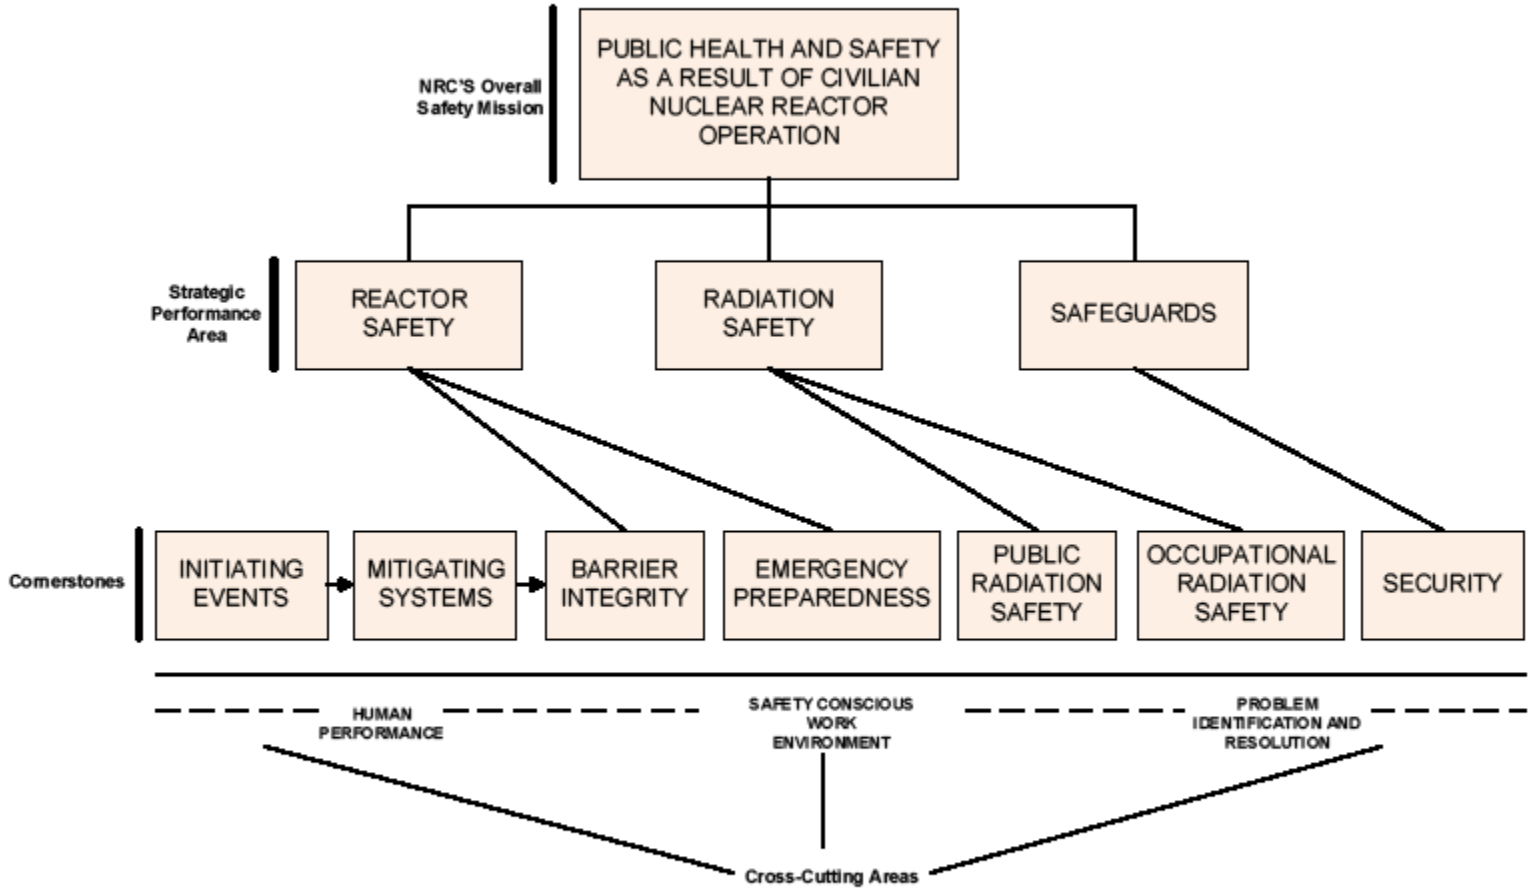 NRC'S Overall
Safety Mission
PUBLIC HEALTH AND SAFETY
AS A RESULT OF CIVILIAN
NUCLEAR REACTOR
OPERATION
Strategic
Performance
Area
REACTOR
SAFETY
RADIATION
SAFETY
SAFEGUARDS
Cornerstones
INITIATING
EVENTS
MITIGATING
SYSTEMS
BARRIER
INTEGRITY
EMERGENCY
PREPAREDNESS
PUBLIC
RADIATION
SAFETY
OCCUPATIONAL
RADIATION
SAFETY
SECURITY
HUMAN
PERFORMANCE
SAFETY CONSCIOUS
WORK
ENVIRONMENT
PROBLEM
IDENTIFICATION AND
RESOLUTION
Cross-Cutting Areas